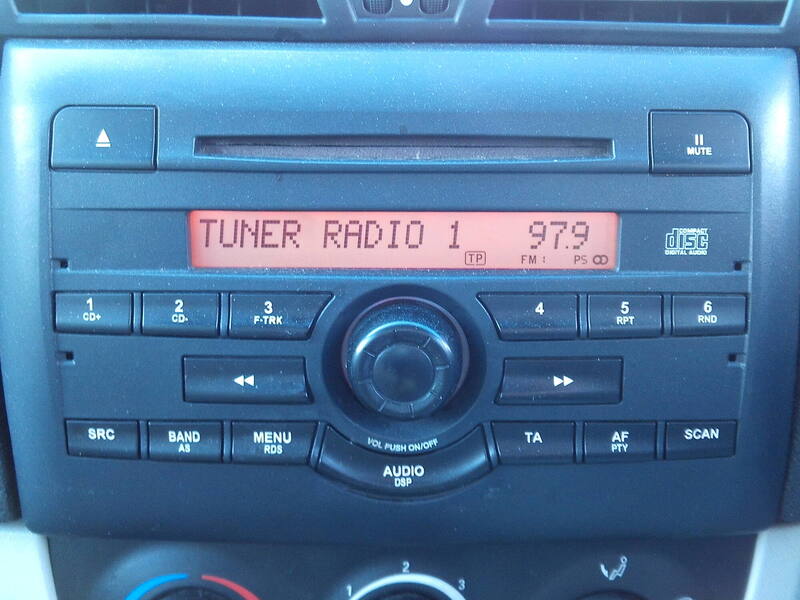 MUTE
TUNER RADIO 1 97.9
TP FM: PS
COMPACT
disc
DIGITAL AUDIO
1 2 3 4 5 6
CD+ CD- F-TRK RPT RND
SRC BAND MENU TA AF SCAN
AS RDS PTY
VOL PUSH ON/OFF
AUDIO
DSP
1 2 3